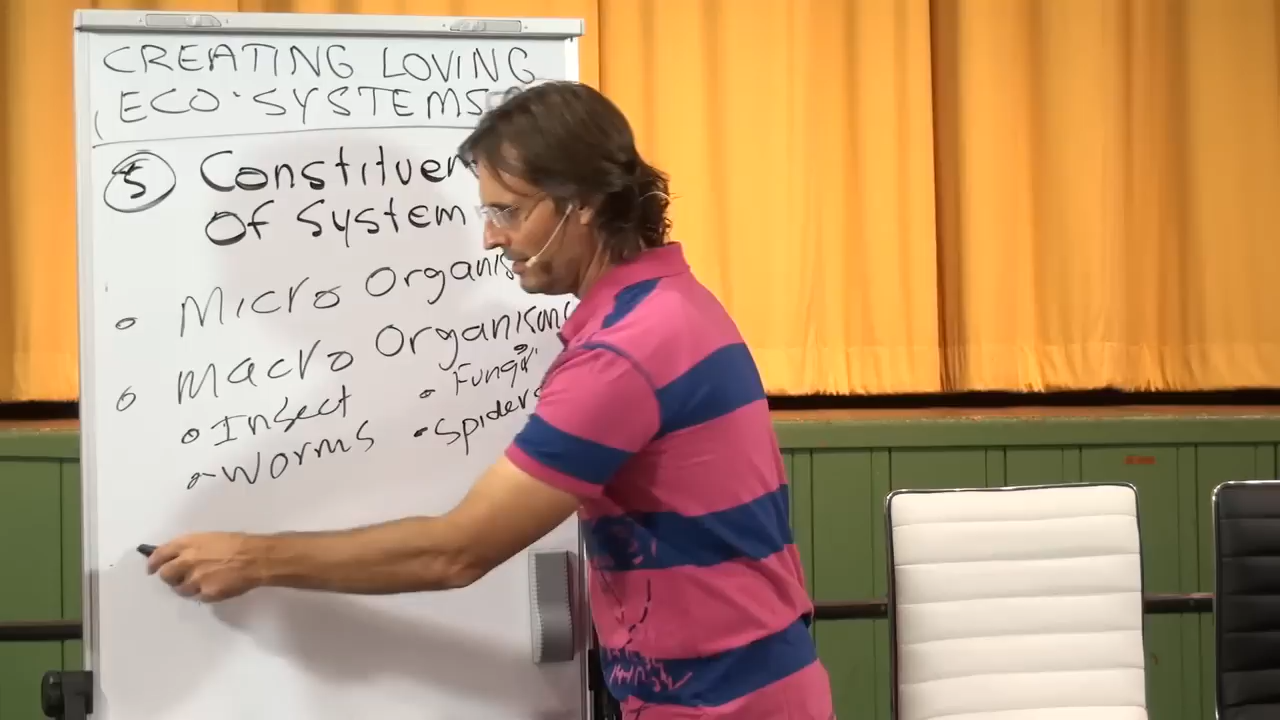 CREATING LOVING
ECO.SYSTEMS
5 Constituen
Of System
Micro Organis
Macro Organisms
Insect Fungi
Worms Spiders